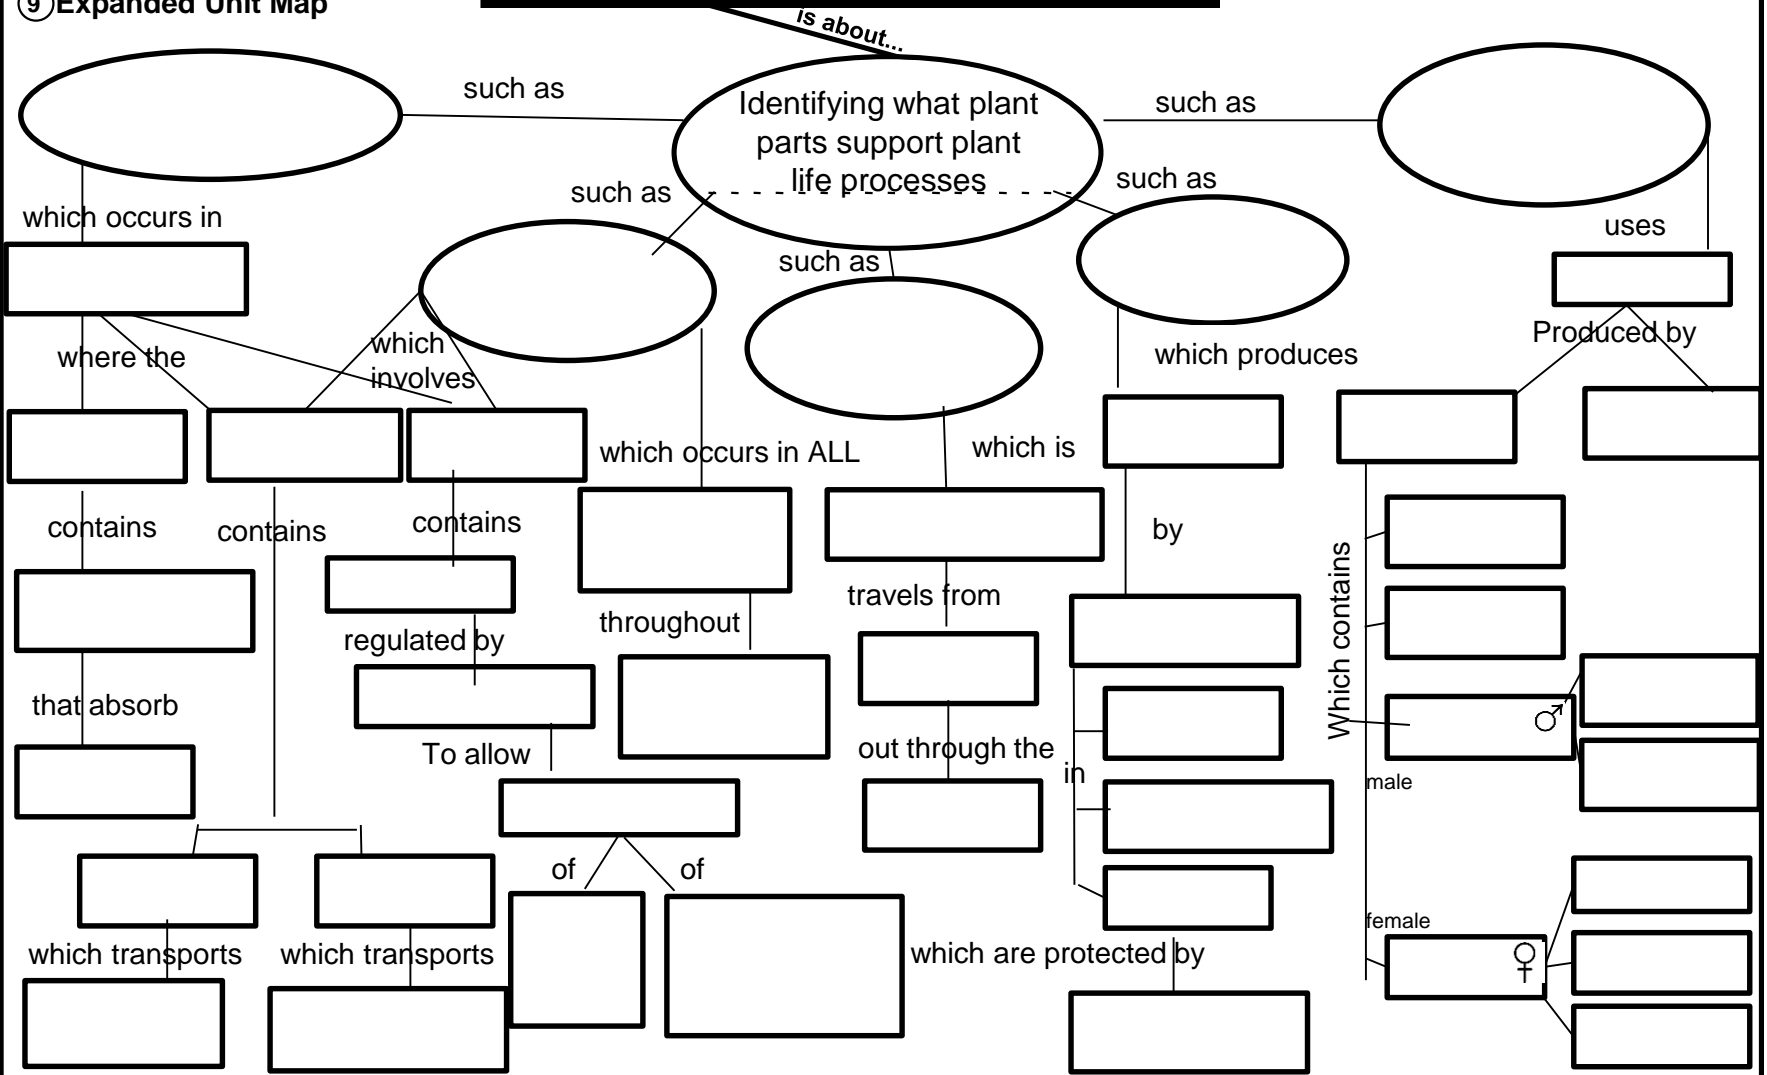 9 Expanded Unit Map
is about...
such as
Identifying what plant
parts support plant
life processes
such as
such as
such as
such as
which occurs in
uses
where the
which
involves
which produces
Produced by
which occurs in ALL
which is
contains
contains
contains
by
Which contains
travels from
throughout
regulated by
that absorb
To allow
out through the
in
male
of
of
female
which transports
which transports
which are protected by